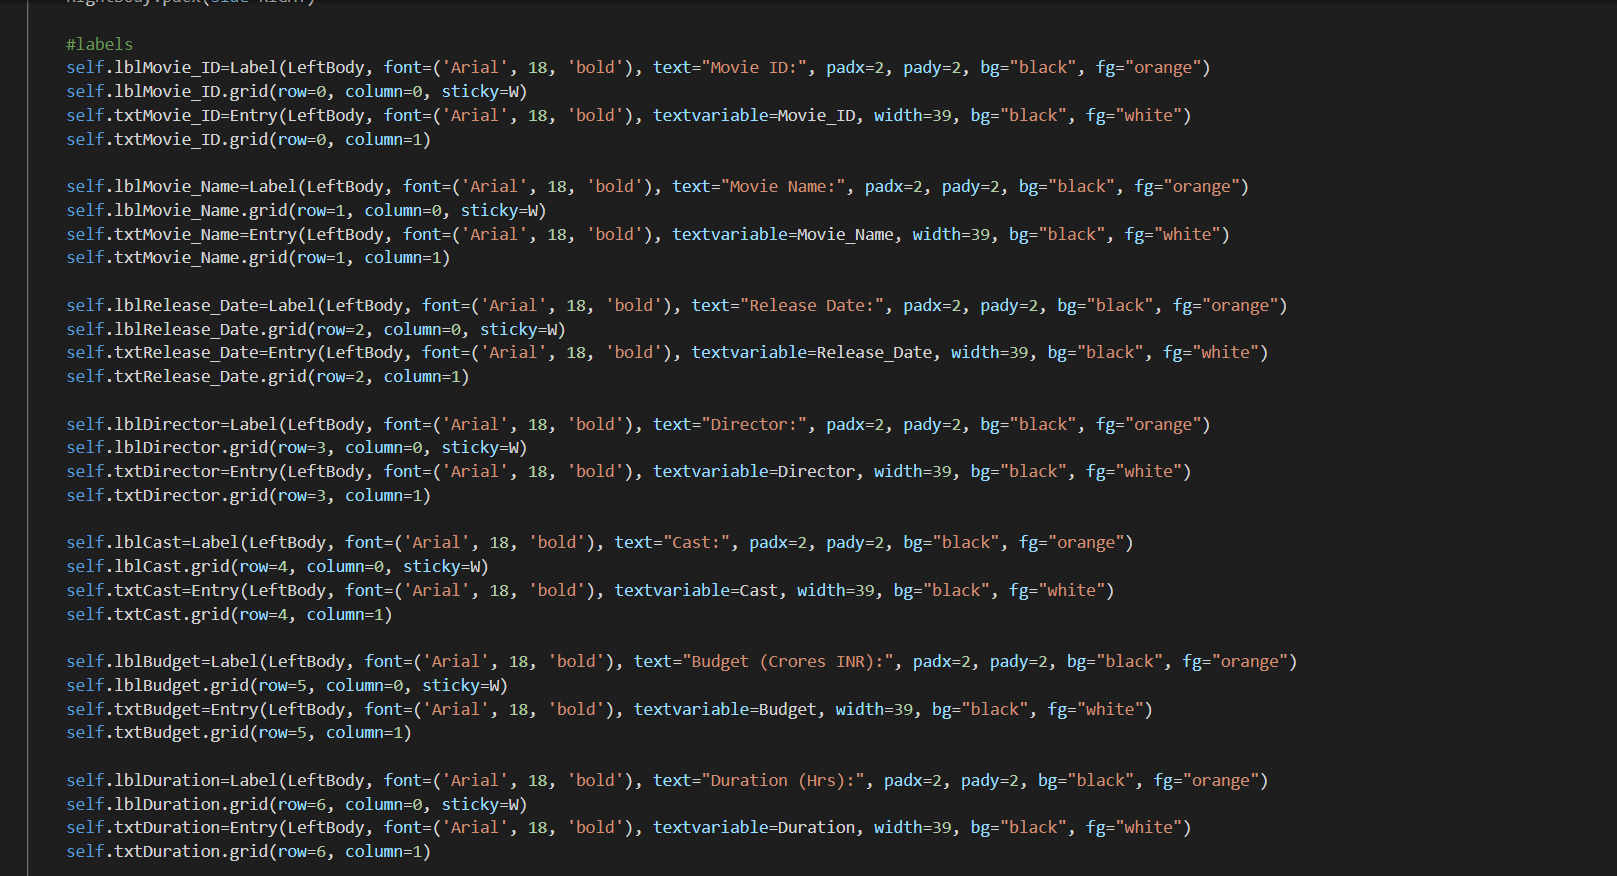 #labels
self.lblMovie_ID=Label(LeftBody, font=('Arial', 18, 'bold'), text="Movie ID:", padx=2, pady=2, bg="black", fg="orange")
self.lblMovie_ID.grid(row=0, column=0, sticky=W)
self.txtMovie_ID=Entry(LeftBody, font=('Arial', 18, 'bold'), textvariable=Movie_ID, width=39, bg="black", fg="white")
self.txtMovie_ID.grid(row=0, column=1)
self.lblMovie_Name=Label(LeftBody, font=('Arial', 18, 'bold'), text="Movie Name:", padx=2, pady=2, bg="black", fg="orange")
self.lblMovie_Name.grid(row=1, column=0, sticky=W)
self.txtMovie_Name=Entry(LeftBody, font=('Arial', 18, 'bold'), textvariable=Movie_Name, width=39, bg="black", fg="white")
self.txtMovie_Name.grid(row=1, column=1)
self.lblRelease_Date=Label(LeftBody, font=('Arial', 18, 'bold'), text="Release Date:", padx=2, pady=2, bg="black", fg="orange")
self.lblRelease_Date.grid(row=2, column=0, sticky=W)
self.txtRelease_Date=Entry(LeftBody, font=('Arial', 18, 'bold'), textvariable=Release_Date, width=39, bg="black", fg="white")
self.txtRelease_Date.grid(row=2, column=1)
self.lblDirector=Label(LeftBody, font=('Arial', 18, 'bold'), text="Director:", padx=2, pady=2, bg="black", fg="orange")
self.lblDirector.grid(row=3, column=0, sticky=W)
self.txtDirector=Entry(LeftBody, font=('Arial', 18, 'bold'), textvariable=Director, width=39, bg="black", fg="white")
self.txtDirector.grid(row=3, column=1)
self.lblCast=Label(LeftBody, font=('Arial', 18, 'bold'), text="Cast:", padx=2, pady=2, bg="black", fg="orange")
self.lblCast.grid(row=4, column=0, sticky=W)
self.txtCast=Entry(LeftBody, font=('Arial', 18, 'bold'), textvariable=Cast, width=39, bg="black", fg="white")
self.txtCast.grid(row=4, column=1)
self.lblBudget=Label(LeftBody, font=('Arial', 18, 'bold'), text="Budget (Crores INR):", padx=2, pady=2, bg="black", fg="orange")
self.lblBudget.grid(row=5, column=0, sticky=W)
self.txtBudget=Entry(LeftBody, font=('Arial', 18, 'bold'), textvariable=Budget, width=39, bg="black", fg="white")
self.txtBudget.grid(row=5, column=1)
self.lblDuration=Label(LeftBody, font=('Arial', 18, 'bold'), text="Duration (Hrs):", padx=2, pady=2, bg="black", fg="orange")
self.lblDuration.grid(row=6, column=0, sticky=W)
self.txtDuration=Entry(LeftBody, font=('Arial', 18, 'bold'), textvariable=Duration, width=39, bg="black", fg="white")
self.txtDuration.grid(row=6, column=1)